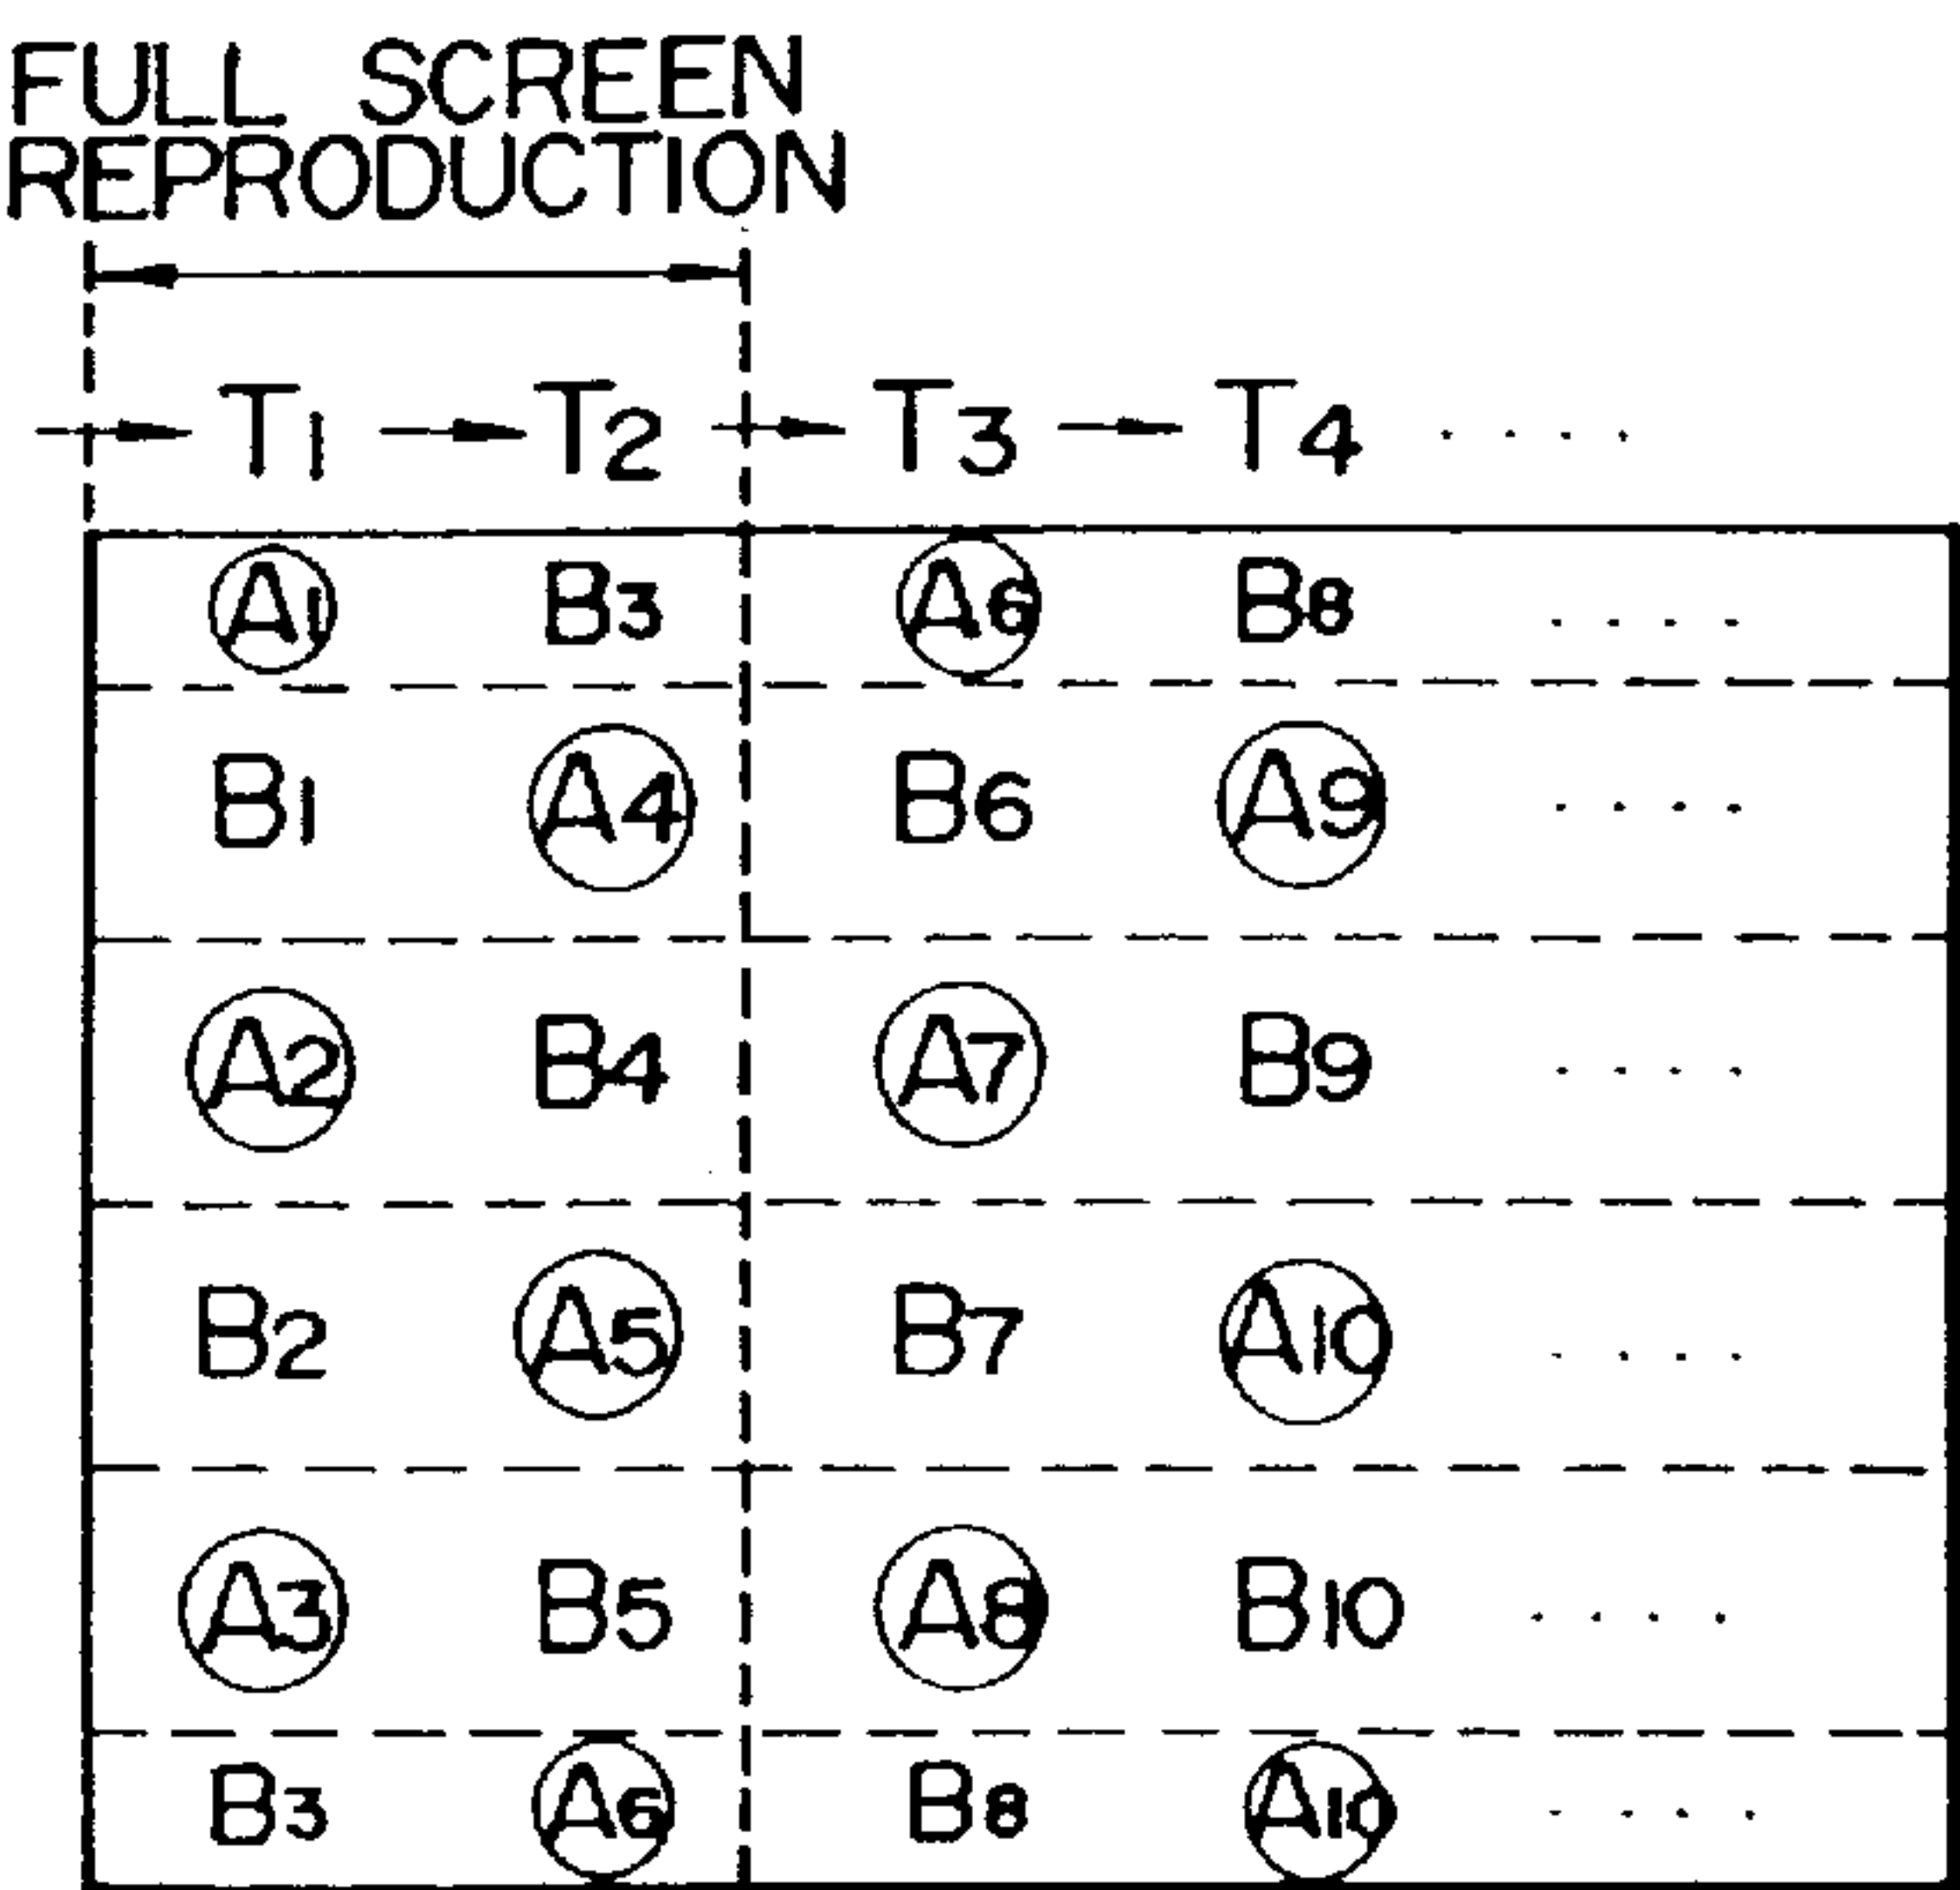 FULL SCREEN
REPRODUCTION
T1 T2 T3 T4 ....
A1 B3 A6 B8 ....
B1 A4 B6 A9 ....
A2 B4 A7 B9 ....
B2 A5 B7 A10 ....
A3 B5 A8 B10 ....
B3 A6 B8 A10 ....